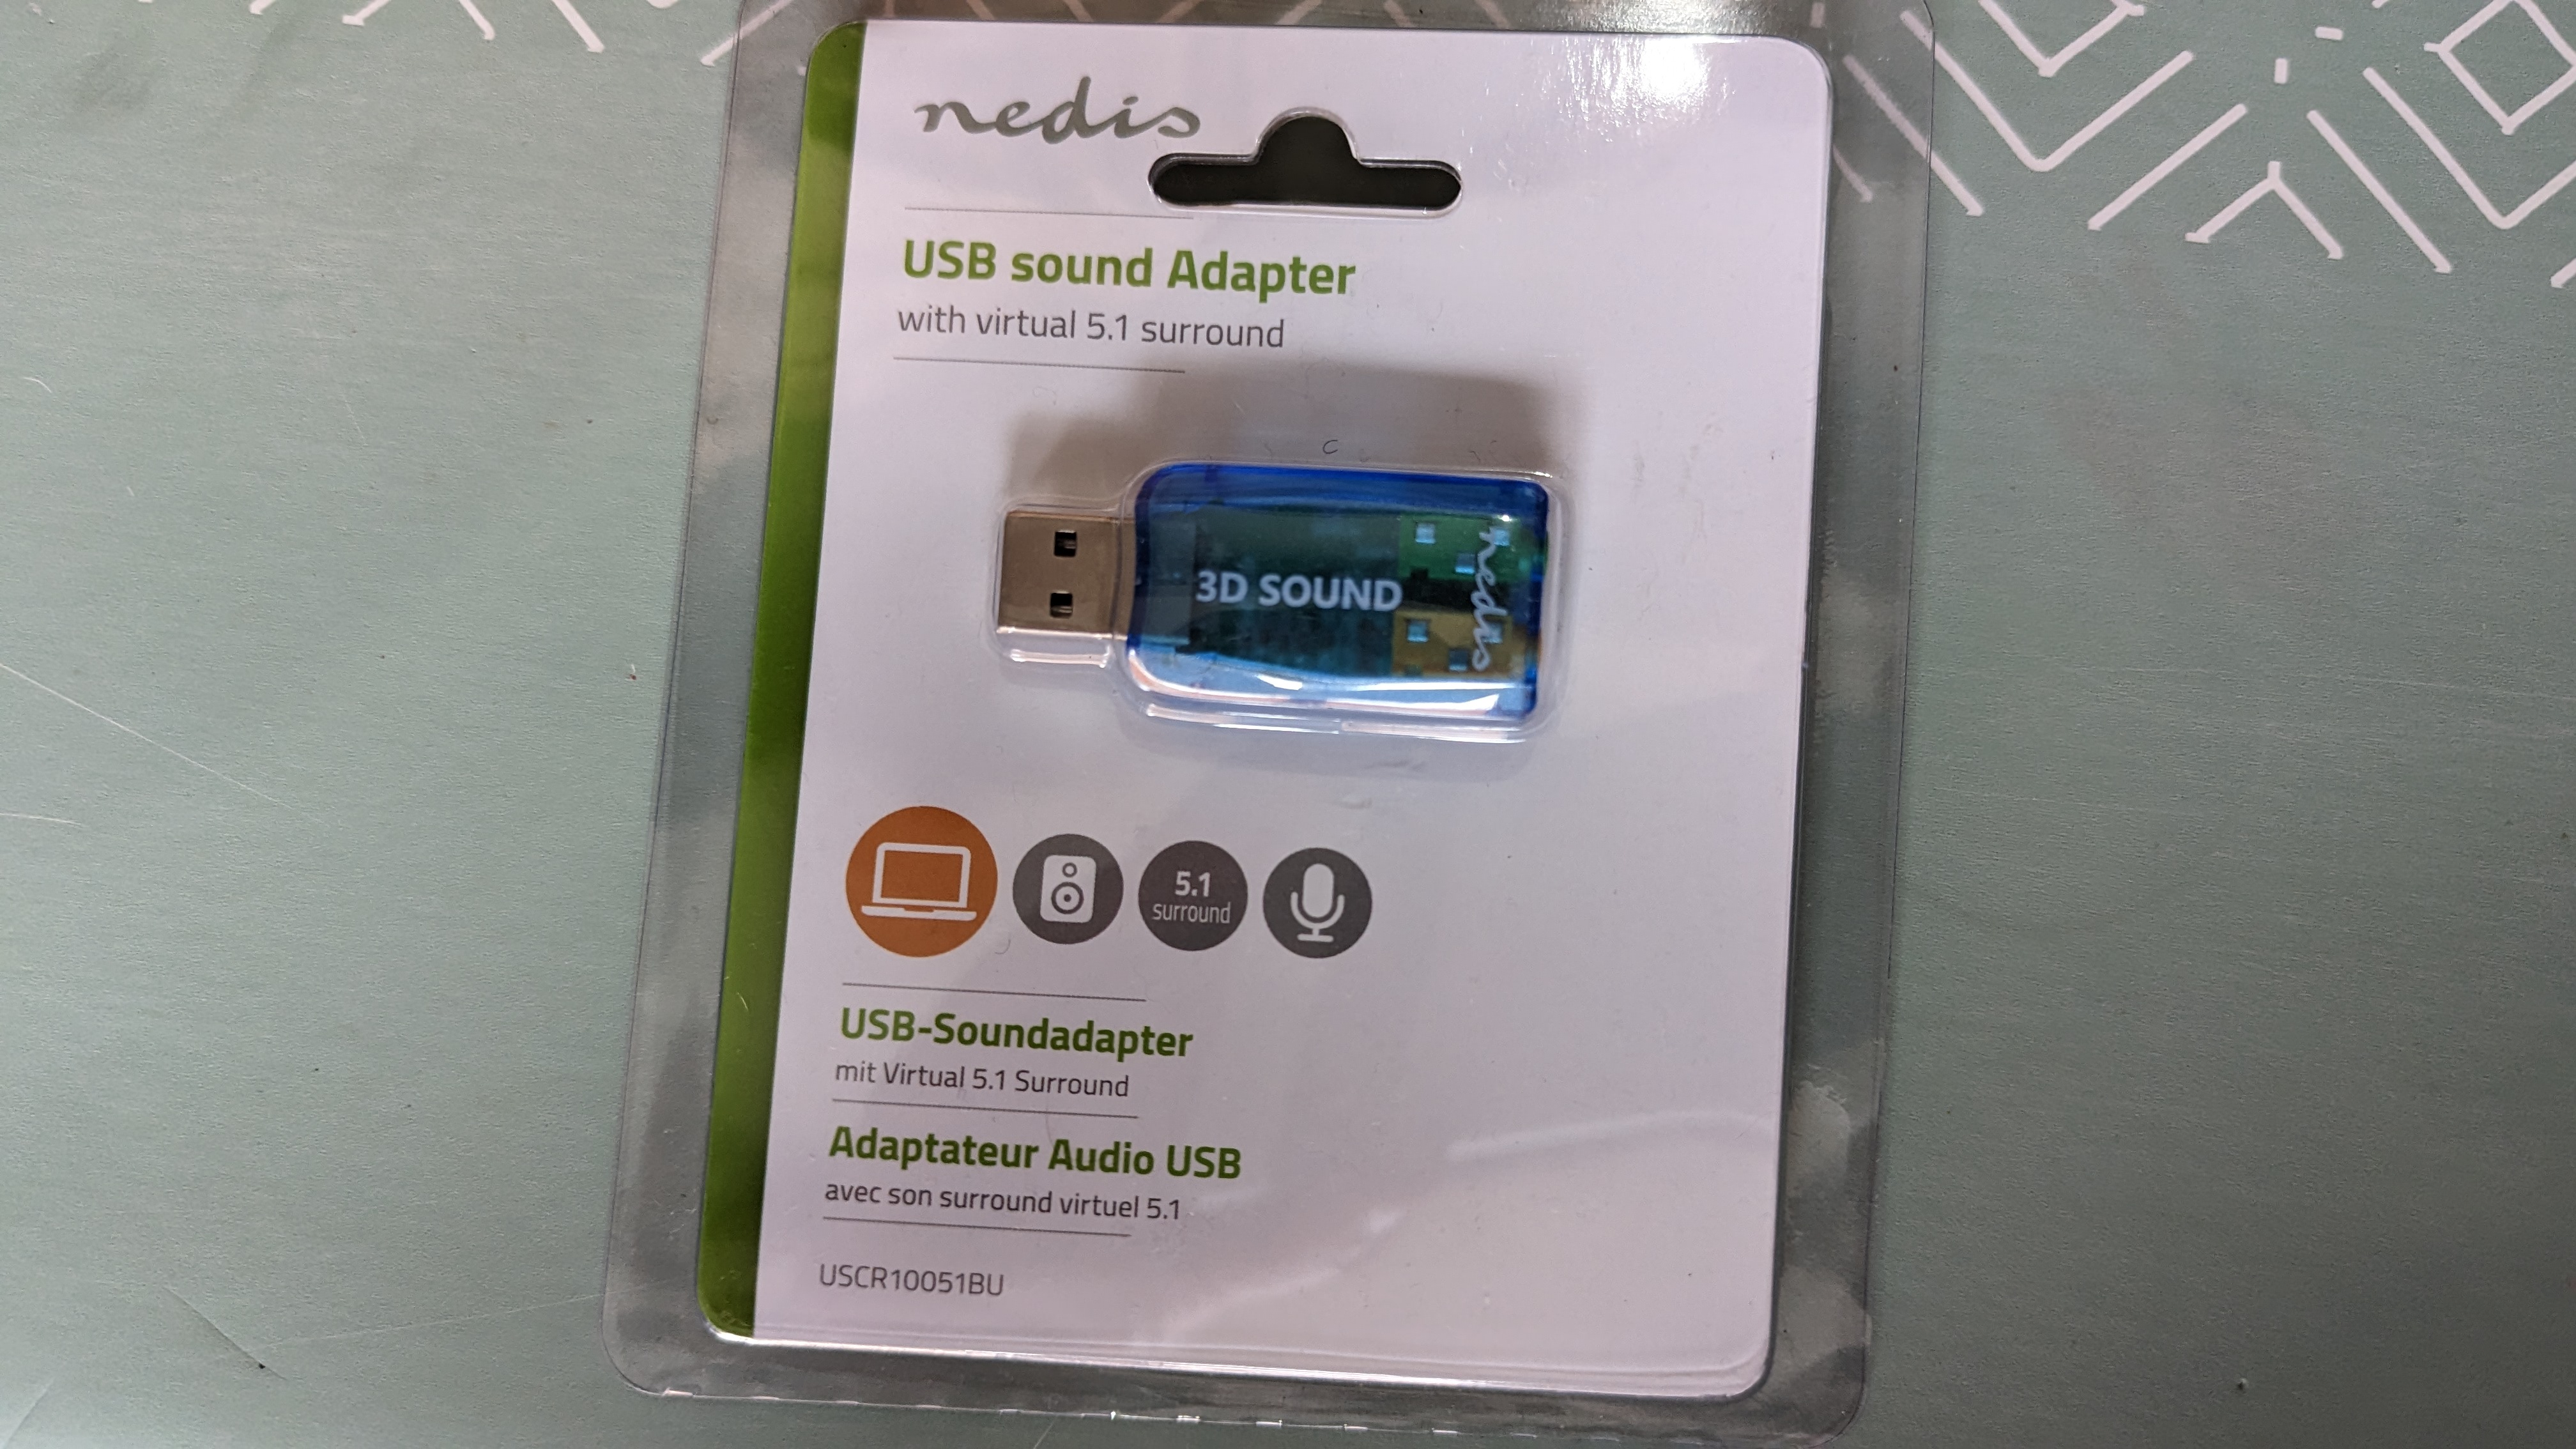 nedis
USB sound Adapter
with virtual 5.1 surround
3D SOUND
nedis
5.1
surround
USB-Soundadapter
mit Virtual 5.1 Surround
Adaptateur Audio USB
avec son surround virtuel 5.1
USCR10051BU